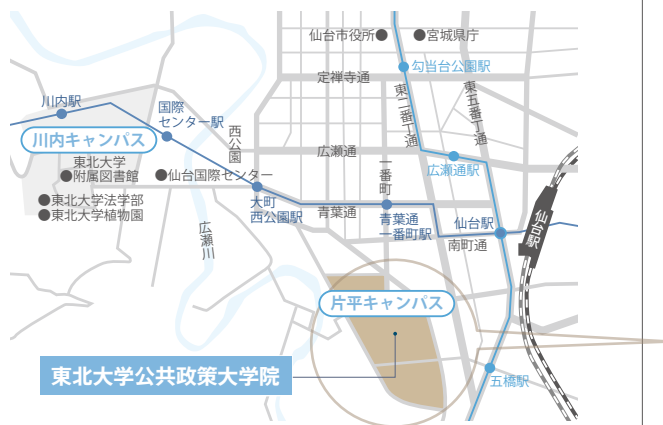 仙台市役所
宮城県庁
勾当台公園駅
定禅寺通
東二番丁通
東五番丁通
川内駅
国際
センター駅
川内キャンパス
西公園
広瀬通
広瀬通駅
東北大学
附属図書館
仙台国際センター
一番町
東北大学法学部
東北大学植物園
大町
西公園駅
青葉通
青葉通
一番町駅
仙台駅
仙台駅
広瀬川
南町通
片平キャンパス
東北大学公共政策大学院
五橋駅